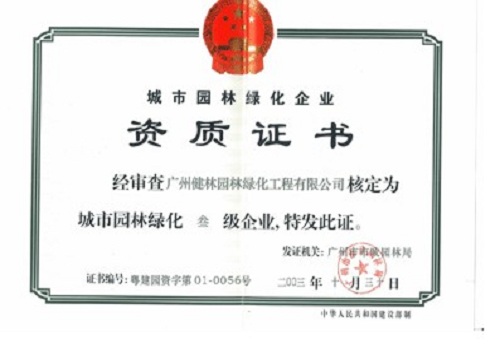 城市园林绿化企业
资质证书
经审查广州健林园林绿化工程有限公司核定为
城市园林绿化 叁 级企业,特发此证。
发证机关:广州市市政园林局
证书编号:粤建园资字第01-0056号 二〇〇三年十月三十日
中华人民共和国建设部制